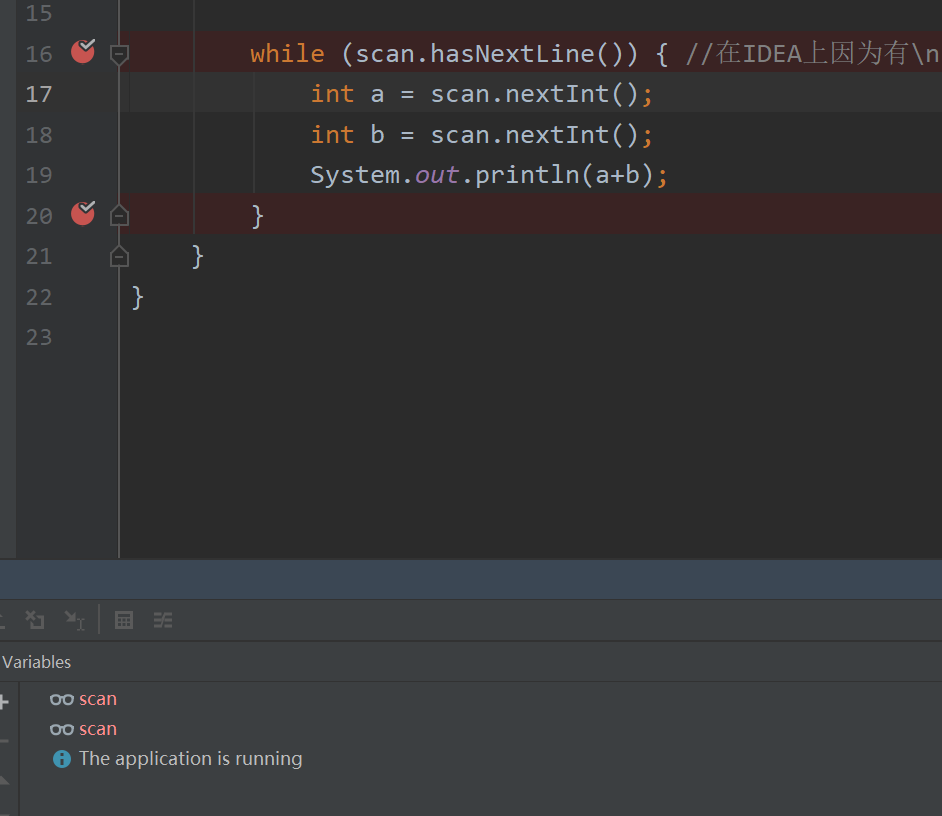 15
16 while (scan.hasNextLine()) { //在IDEA上因为有\n
17 int a = scan.nextInt();
18 int b = scan.nextInt();
19 System.out.println(a+b);
20 }
21 }
22 }
23
Variables
scan
scan
The application is running